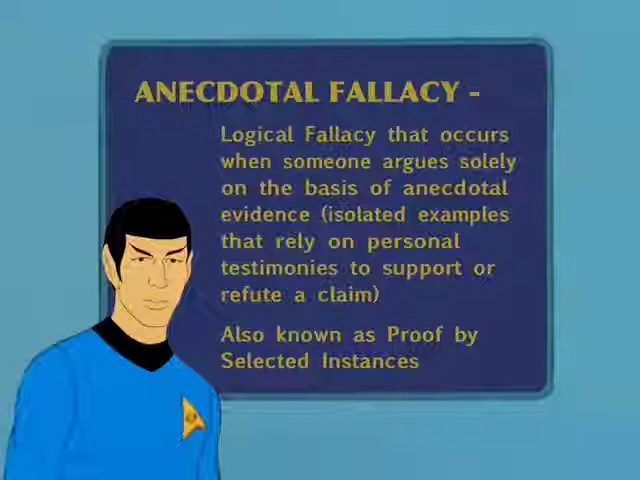 ANECDOTAL FALLACY -
Logical Fallacy that occurs
when someone argues solely
on the basis of anecdotal
evidence (isolated examples
that rely on personal
testimonies to support or
refute a claim)
Also known as Proof by
Selected Instances